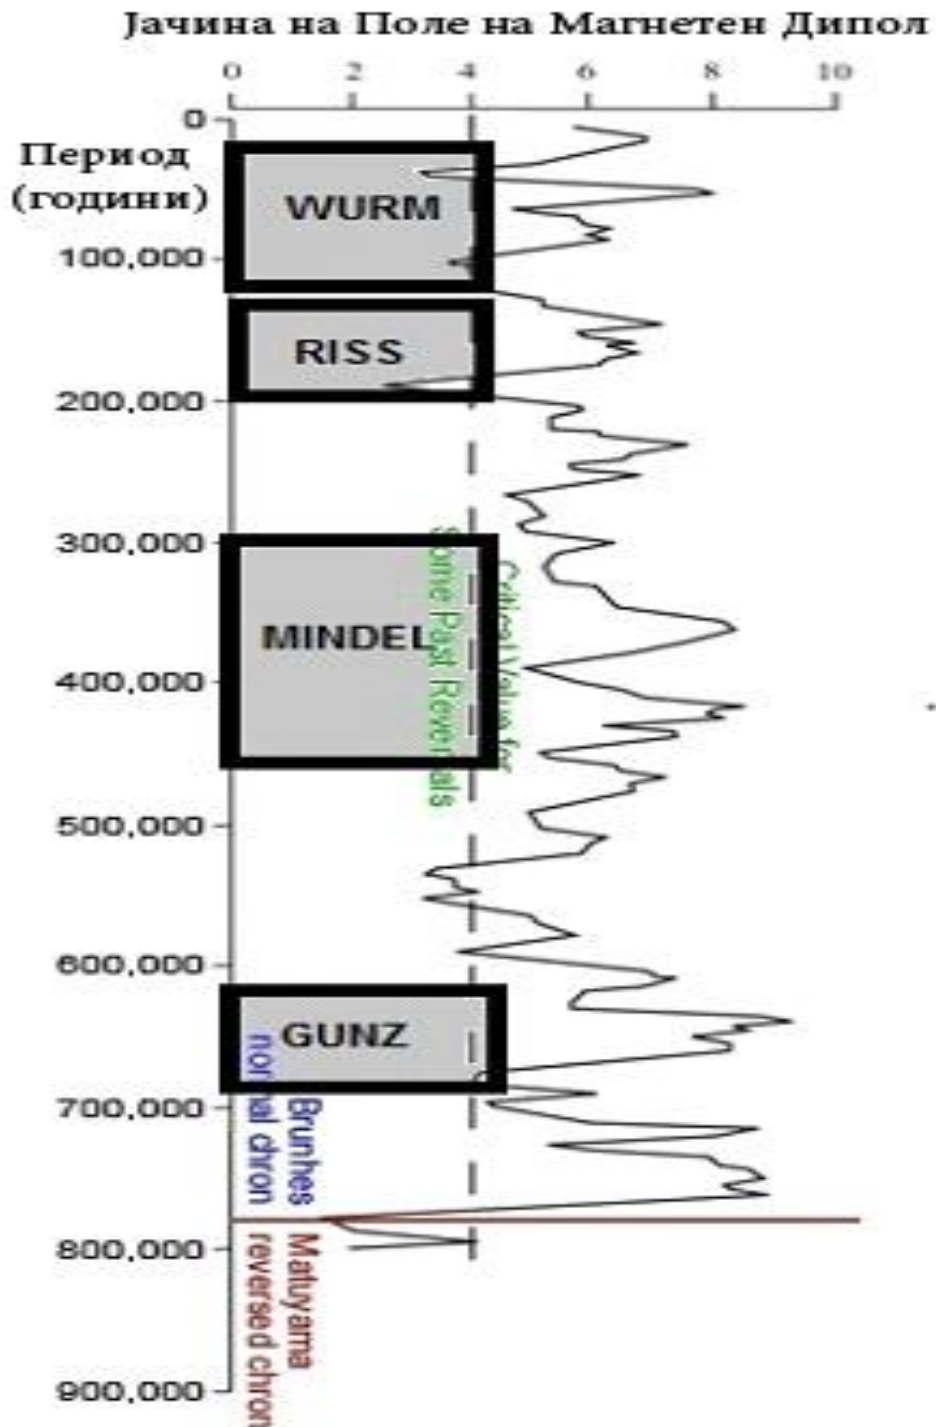 Јачина на Поле на Магнетен Дипол
0 2 4 6 8 10
0
Период
(години)
WURM
100,000
RISS
200,000
300,000
Critical Value for
Some Past Reversals
MINDEL
400,000
500,000
600,000
GUNZ
700,000
Brunhes
normal chron
800,000
Matuyama
reversed chron
900,000